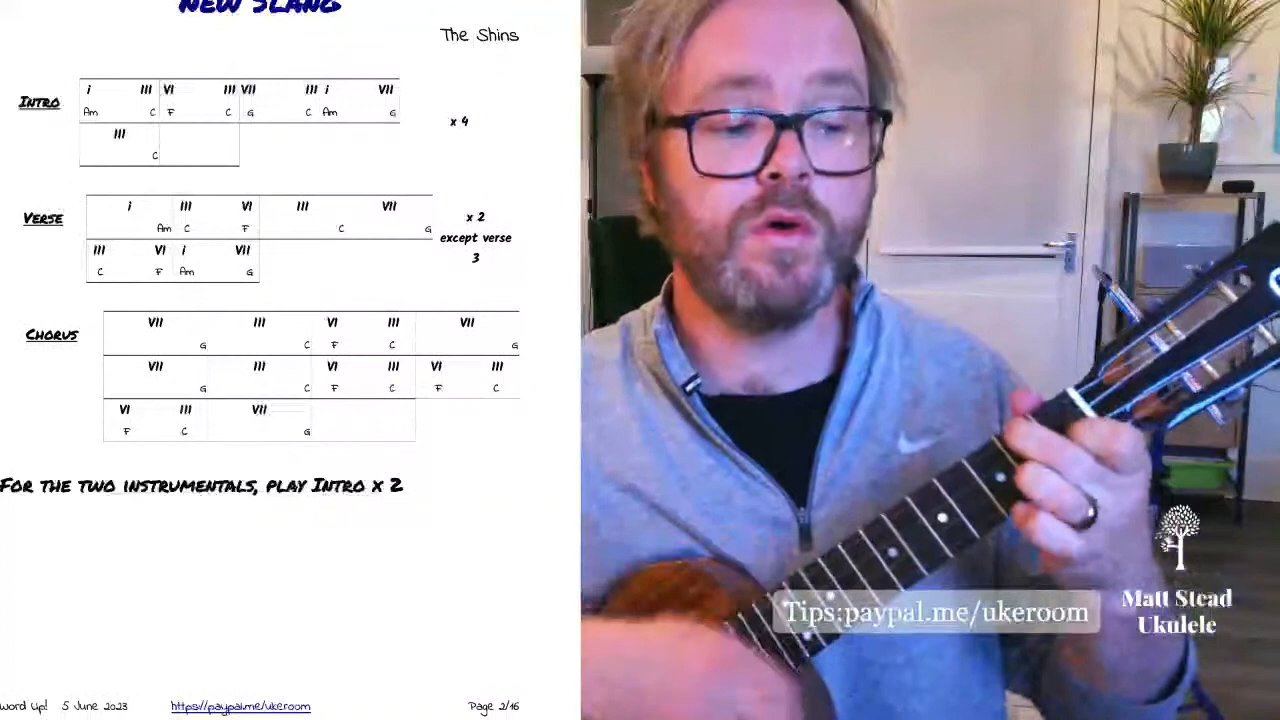 NEW SLANG
The Shins
INTRO
i III VI III VII III i VII
Am C F C G C Am G
x 4
III
C
VERSE
i III VI III VII
Am C F C G
x 2
except verse
3
III VI i VII
C F Am G
CHORUS
VII III VI III VII
G C F C G
VII III VI III VI III
G C F C F C
VI III VII
F C G
FOR THE TWO INSTRUMENTALS, PLAY INTRO x 2
Word Up! 5 June 2023 https://paypal.me/ukeroom Page 2/16
Tips:paypal.me/ukeroom
Matt Stead
Ukulele